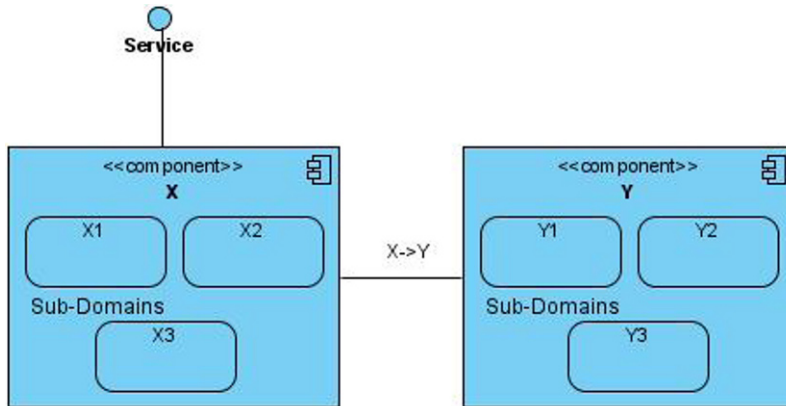 Service
<<component>>
X
X1
X2
Sub-Domains
X3
X->Y
<<component>>
Y
Y1
Y2
Sub-Domains
Y3